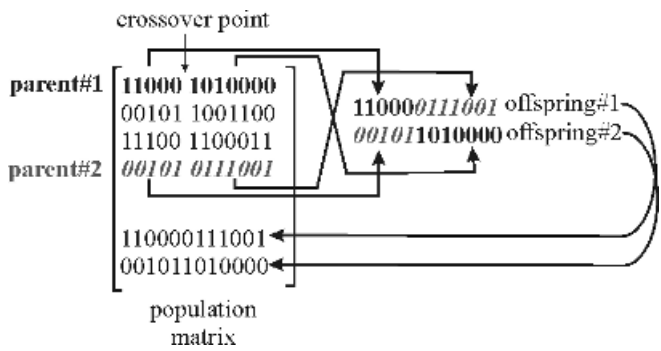 crossover point
parent#1 11000 1010000
00101 1001100
11100 1100011
parent#2 00101 0111001
110000111001
001011010000
population
matrix
110000111001 offspring#1
001011010000 offspring#2